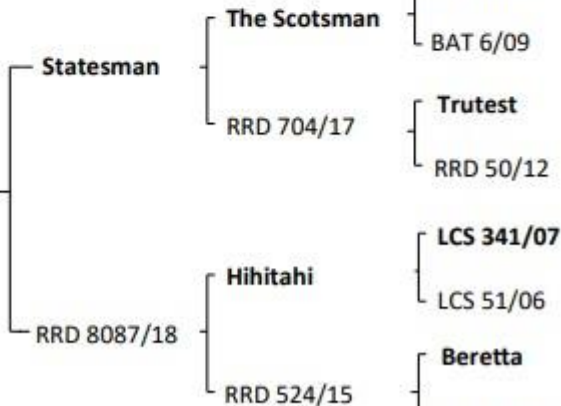 The Scotsman
BAT 6/09
Statesman
Trutest
RRD 704/17
RRD 50/12
LCS 341/07
Hihitahi
LCS 51/06
RRD 8087/18
Beretta
RRD 524/15